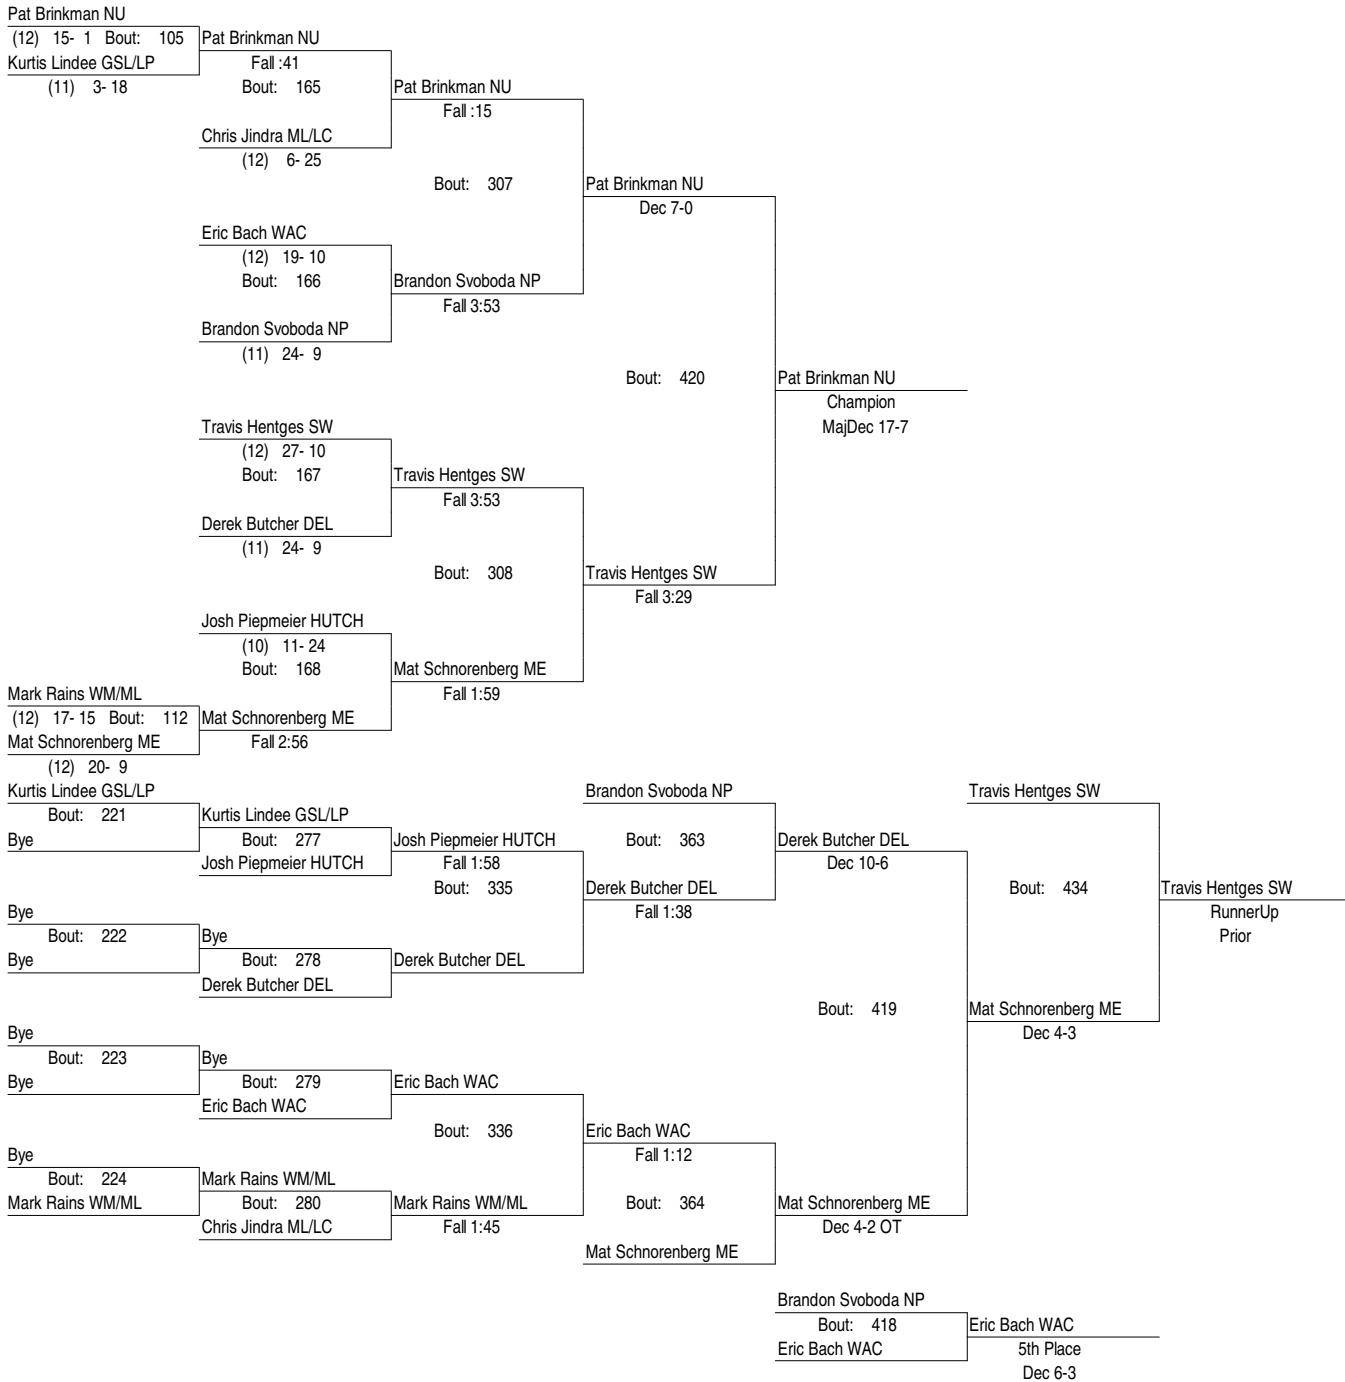 Pat Brinkman NU
(12) 15- 1 Bout: 105 Pat Brinkman NU
Kurtis Lindee GSL/LP Fall :41
(11) 3- 18 Bout: 165 Pat Brinkman NU
Fall :15
Chris Jindra ML/LC
(12) 6- 25
Bout: 307 Pat Brinkman NU
Dec 7-0
Eric Bach WAC
(12) 19- 10
Bout: 166 Brandon Svoboda NP
Fall 3:53
Brandon Svoboda NP
(11) 24- 9
Bout: 420 Pat Brinkman NU
Champion
Travis Hentges SW MajDec 17-7
(12) 27- 10
Bout: 167 Travis Hentges SW
Fall 3:53
Derek Butcher DEL
(11) 24- 9
Bout: 308 Travis Hentges SW
Fall 3:29
Josh Piepmeier HUTCH
(10) 11- 24
Bout: 168 Mat Schnorenberg ME
Mark Rains WM/ML Fall 1:59
(12) 17- 15 Bout: 112 Mat Schnorenberg ME
Mat Schnorenberg ME Fall 2:56
(12) 20- 9
Kurtis Lindee GSL/LP Brandon Svoboda NP Travis Hentges SW
Bout: 221 Kurtis Lindee GSL/LP
Bye Bout: 277 Josh Piepmeier HUTCH Bout: 363 Derek Butcher DEL
Josh Piepmeier HUTCH Fall 1:58 Dec 10-6
Bout: 335 Derek Butcher DEL Bout: 434 Travis Hentges SW
Bye Fall 1:38 RunnerUp
Bout: 222 Bye Prior
Bye Bout: 278 Derek Butcher DEL
Derek Butcher DEL
Bout: 419 Mat Schnorenberg ME
Bye Dec 4-3
Bout: 223 Bye
Bye Bout: 279 Eric Bach WAC
Eric Bach WAC
Bout: 336 Eric Bach WAC
Bye Fall 1:12
Bout: 224 Mark Rains WM/ML
Mark Rains WM/ML Bout: 280 Mark Rains WM/ML Bout: 364 Mat Schnorenberg ME
Chris Jindra ML/LC Fall 1:45 Dec 4-2 OT
Mat Schnorenberg ME
Brandon Svoboda NP
Bout: 418 Eric Bach WAC
Eric Bach WAC 5th Place
Dec 6-3